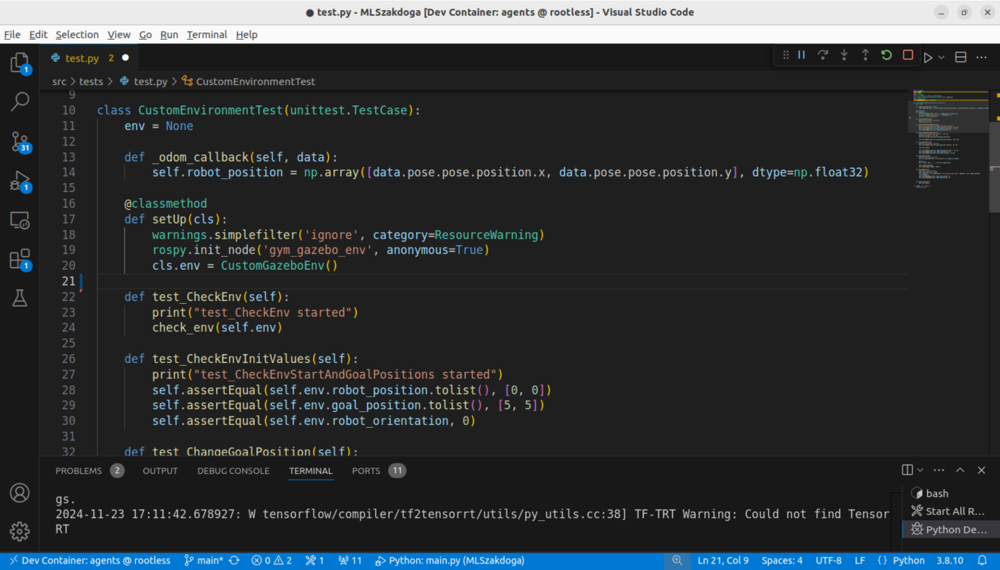 ● test.py - MLSzakdoga [Dev Container: agents @ rootless] - Visual Studio Code
File Edit Selection View Go Run Terminal Help
test.py 2
src > tests > test.py > CustomEnvironmentTest
9
10 class CustomEnvironmentTest(unittest.TestCase):
11 env = None
12
13 def _odom_callback(self, data):
14 self.robot_position = np.array([data.pose.pose.position.x, data.pose.pose.position.y], dtype=np.float32)
15
16 @classmethod
17 def setUp(cls):
18 warnings.simplefilter('ignore', category=ResourceWarning)
19 rospy.init_node('gym_gazebo_env', anonymous=True)
20 cls.env = CustomGazeboEnv()
21
22 def test_CheckEnv(self):
23 print("test_CheckEnv started")
24 check_env(self.env)
25
26 def test_CheckEnvInitValues(self):
27 print("test_CheckEnvStartAndGoalPositions started")
28 self.assertEqual(self.env.robot_position.tolist(), [0, 0])
29 self.assertEqual(self.env.goal_position.tolist(), [5, 5])
30 self.assertEqual(self.env.robot_orientation, 0)
31
32 def test_ChangeGoalPosition(self):
1
31
1
1
PROBLEMS 2 OUTPUT DEBUG CONSOLE TERMINAL PORTS 11
gs.
2024-11-23 17:11:42.678927: W tensorflow/compiler/tf2tensorrt/utils/py_utils.cc:38] TF-TRT Warning: Could not find Tensor
RT
bash
Start All R...
Python De...
Dev Container: agents @ rootless main* 0 2 1 11 Python: main.py (MLSzakdoga) Ln 21, Col 9 Spaces: 4 UTF-8 LF {} Python 3.8.10